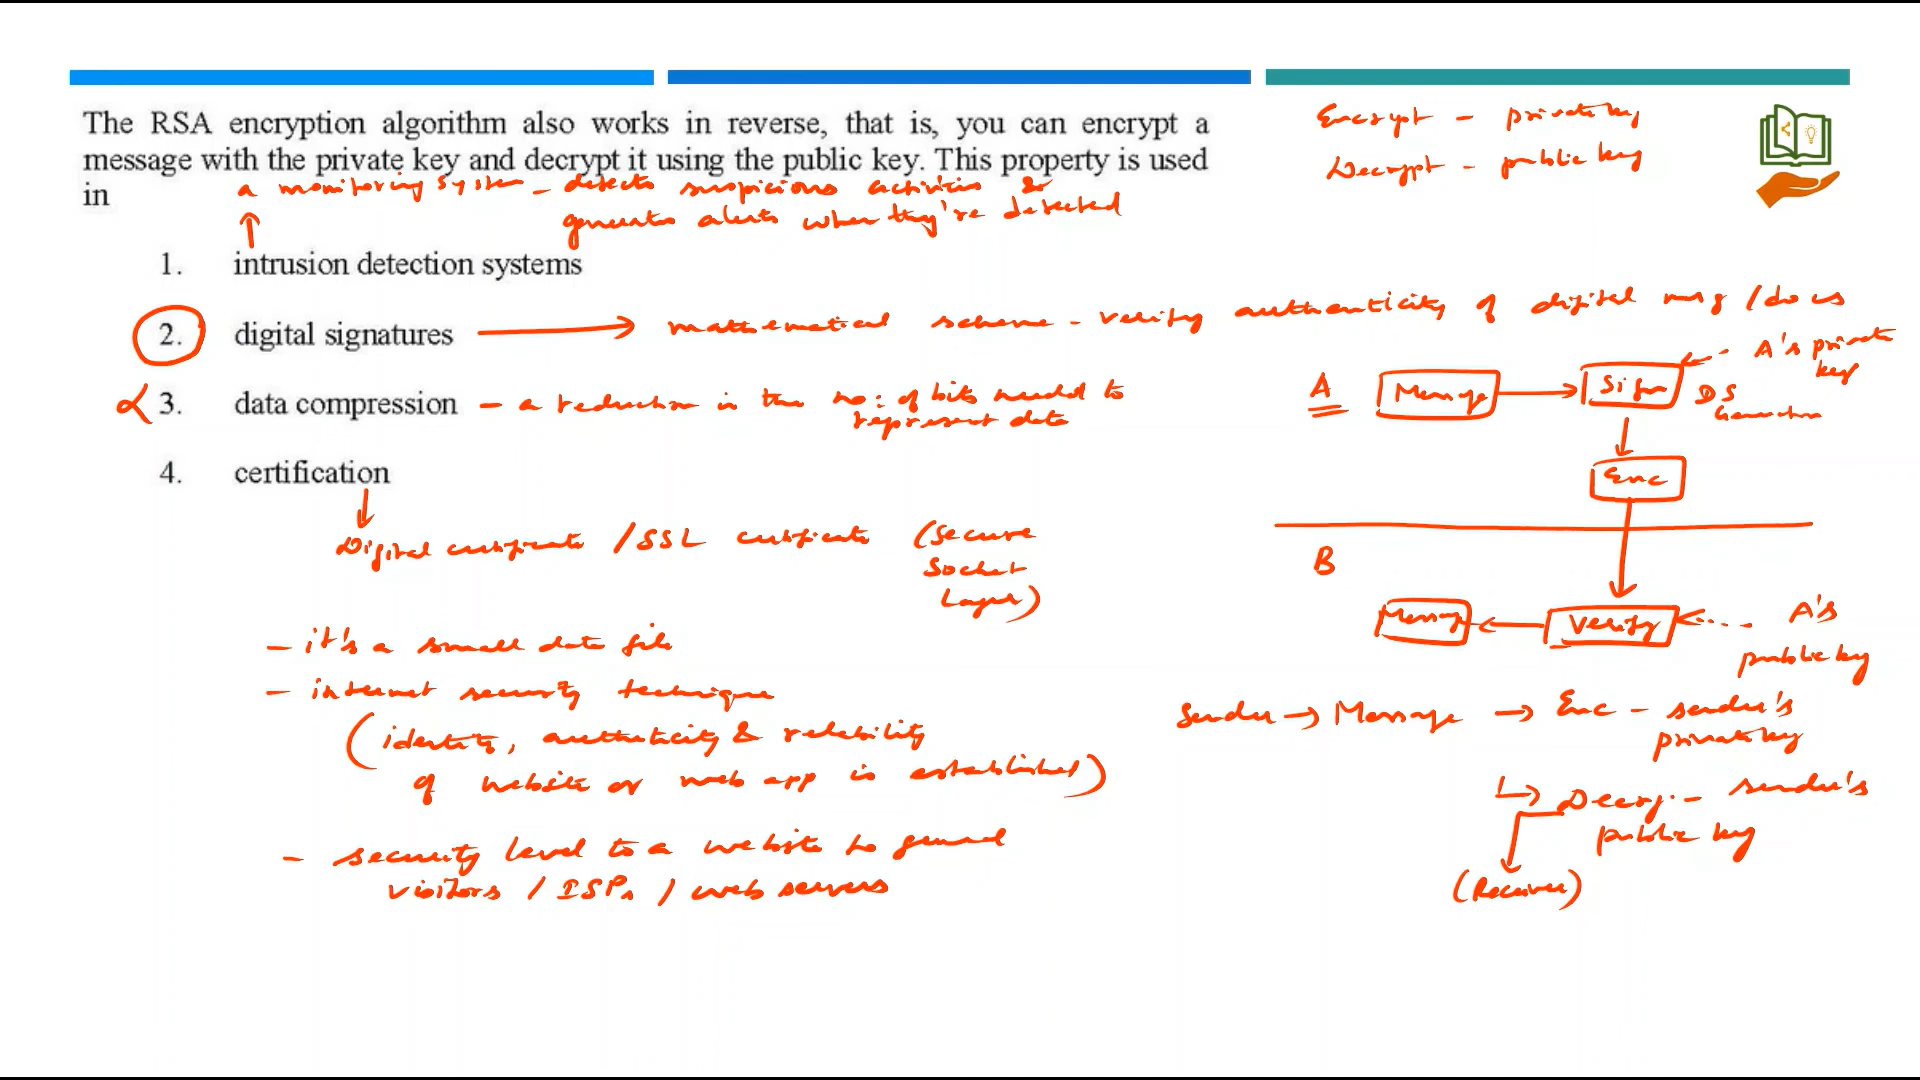 The RSA encryption algorithm also works in reverse, that is, you can encrypt a
message with the private key and decrypt it using the public key. This property is used
in
a monitoring system - detects suspicious activities &
generates alerts when they're detected
1. intrusion detection systems
2. digital signatures → mathematical scheme - verify authenticity of digital msg / docs
3. data compression - a reduction in the no: of bits needed to
represent data
4. certification
Digital certificate / SSL certificate (Secure
Socket
Layer)
- it's a small data file
- internet security technique
(identity, authenticity & reliability
of website or web app is established)
- security level to a website to general
visitors / ISPs / web servers
Encrypt - private key
Decrypt - public key
A's private
key
A Message → Sign DS
Generation
Enc
B
Message ← Verify A's
public key
Sender → Message → Enc - sender's
private key
→ Decry. - sender's
public key
(Receiver)